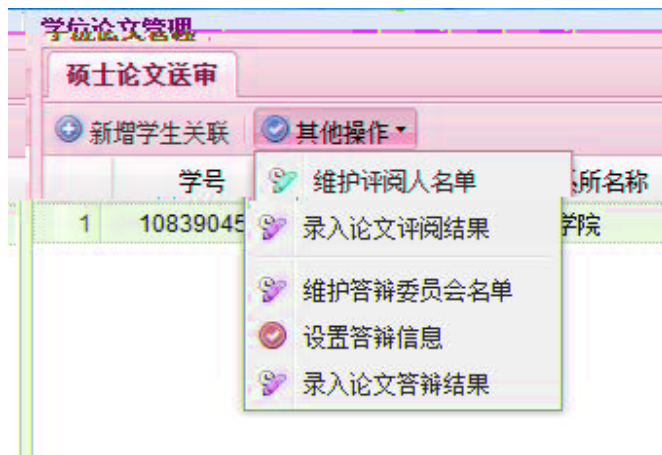 学位论文管理
硕士论文送审
新增学生关联 其他操作
学号 所名称
1 10839045 学院
维护评阅人名单
录入论文评阅结果
维护答辩委员会名单
设置答辩信息
录入论文答辩结果